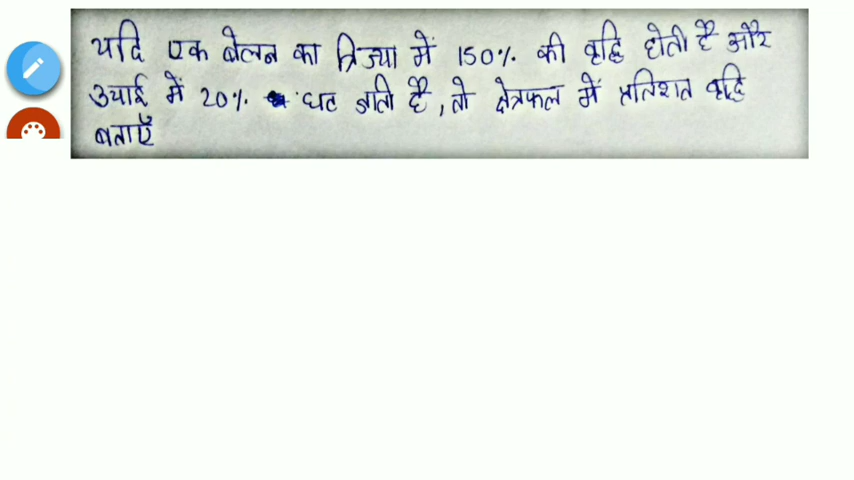 यदि एक बेलन का त्रिज्या में 150% की वृद्धि होती है और
उचाई में 20% घट जाती है, तो क्षेत्रफल में प्रतिशत वृद्धि
बताएँ